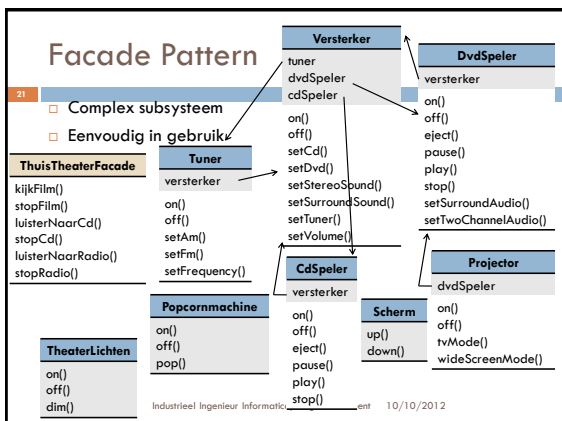 Facade Pattern
21
Complex subsysteem
Eenvoudig in gebruik
ThuisTheaterFacade
kijkFilm()
stopFilm()
luisterNaarCd()
stopCd()
luisterNaarRadio()
stopRadio()
Tuner
versterker
on()
off()
setAm()
setFm()
setFrequency()
Versterker
tuner
dvdSpeler
cdSpeler
on()
off()
setCd()
setDvd()
setStereoSound()
setSurroundSound()
setTuner()
setVolume()
DvdSpeler
versterker
on()
off()
eject()
pause()
play()
stop()
setSurroundAudio()
setTwoChannelAudio()
TheaterLichten
on()
off()
dim()
Popcornmachine
on()
off()
pop()
CdSpeler
versterker
on()
off()
eject()
pause()
play()
stop()
Scherm
up()
down()
Projector
dvdSpeler
on()
off()
tvMode()
wideScreenMode()
Industrieel Ingenieur Informatic ent 10/10/2012